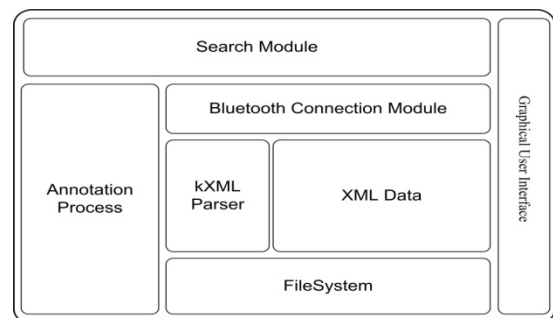 Search Module
Bluetooth Connection Module
Annotation
Process
kXML
Parser
XML Data
FileSystem
Graphical User Interface